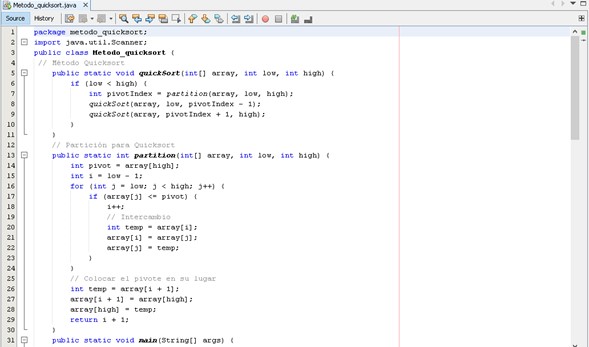 Metodo_quicksort.java
Source History
1 package metodo_quicksort;
2 import java.util.Scanner;
3 public class Metodo_quicksort {
4 // Método Quicksort
5 public static void quickSort(int[] array, int low, int high) {
6 if (low < high) {
7 int pivotIndex = partition(array, low, high);
8 quickSort(array, low, pivotIndex - 1);
9 quickSort(array, pivotIndex + 1, high);
10 }
11 }
12 // Partición para Quicksort
13 public static int partition(int[] array, int low, int high) {
14 int pivot = array[high];
15 int i = low - 1;
16 for (int j = low; j < high; j++) {
17 if (array[j] <= pivot) {
18 i++;
19 // Intercambio
20 int temp = array[i];
21 array[i] = array[j];
22 array[j] = temp;
23 }
24 }
25 // Colocar el pivote en su lugar
26 int temp = array[i + 1];
27 array[i + 1] = array[high];
28 array[high] = temp;
29 return i + 1;
30 }
31 public static void main(String[] args) {